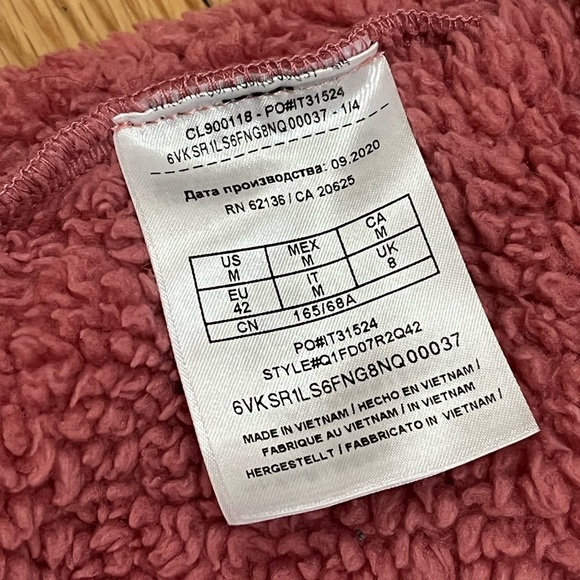 CL900118 - PO#IT31524
6VKSR1LS6FNG8NQ00037 - 1/4
Дата производства: 09.2020
RN 62136 / CA 20625
US MEX CA
M M M
EU IT UK
42 M 8
CN 165/68A
PO#IT31524
STYLE#Q1FD07R2Q42
6VKSR1LS6FNG8NQ00037
MADE IN VIETNAM / HECHO EN VIETNAM /
FABRIQUE AU VIETNAM / IN VIETNAM
HERGESTELLT / FABBRICATO IN VIETNAM /